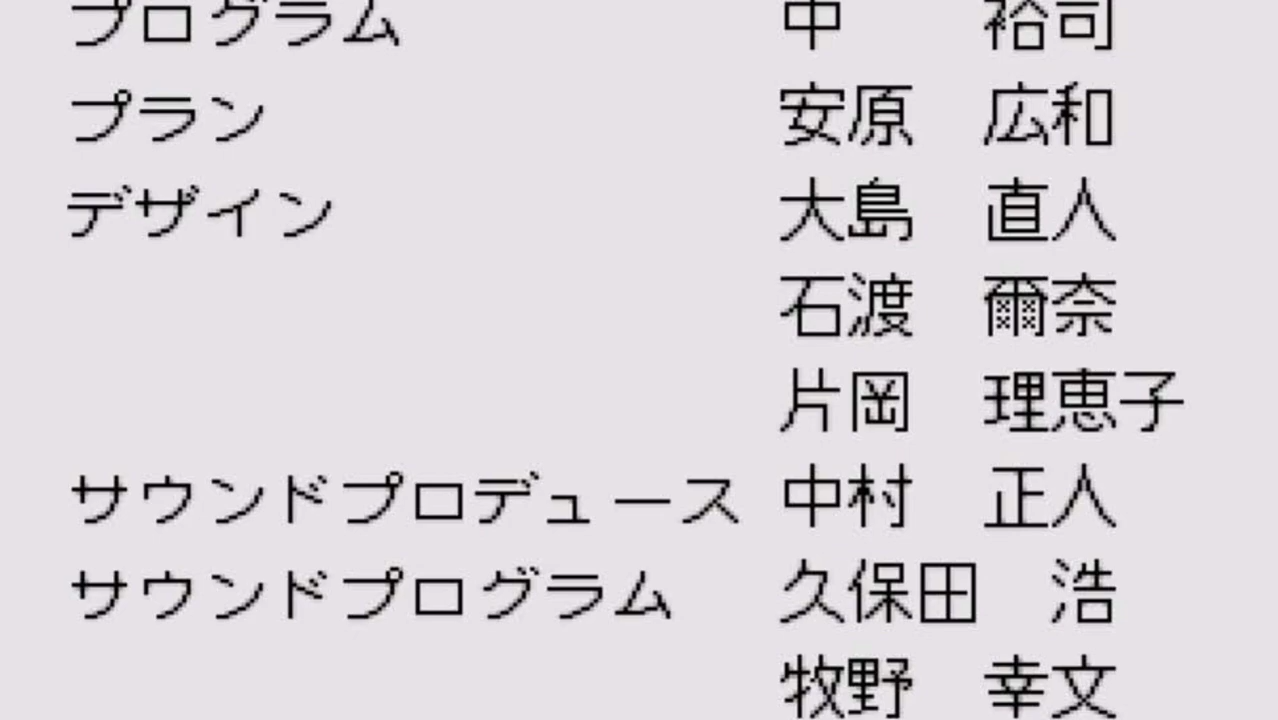 プログラム 中　裕司
プラン 安原　広和
デザイン 大島　直人
石渡　爾奈
片岡　理恵子
サウンドプロデュース 中村　正人
サウンドプログラム 久保田　浩
牧野　幸文